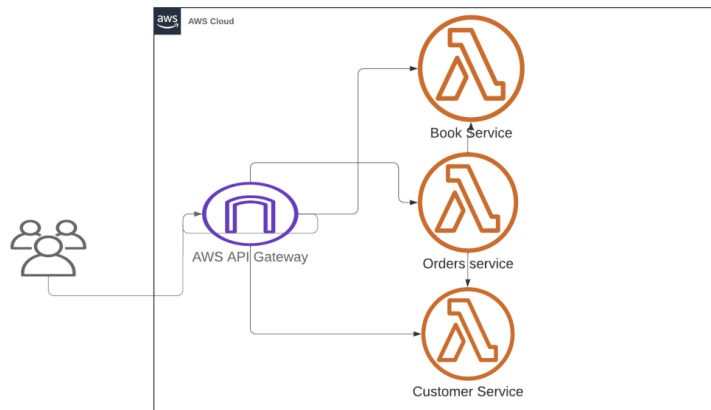 aws
AWS Cloud
Book Service
AWS API Gateway
Orders service
Customer Service